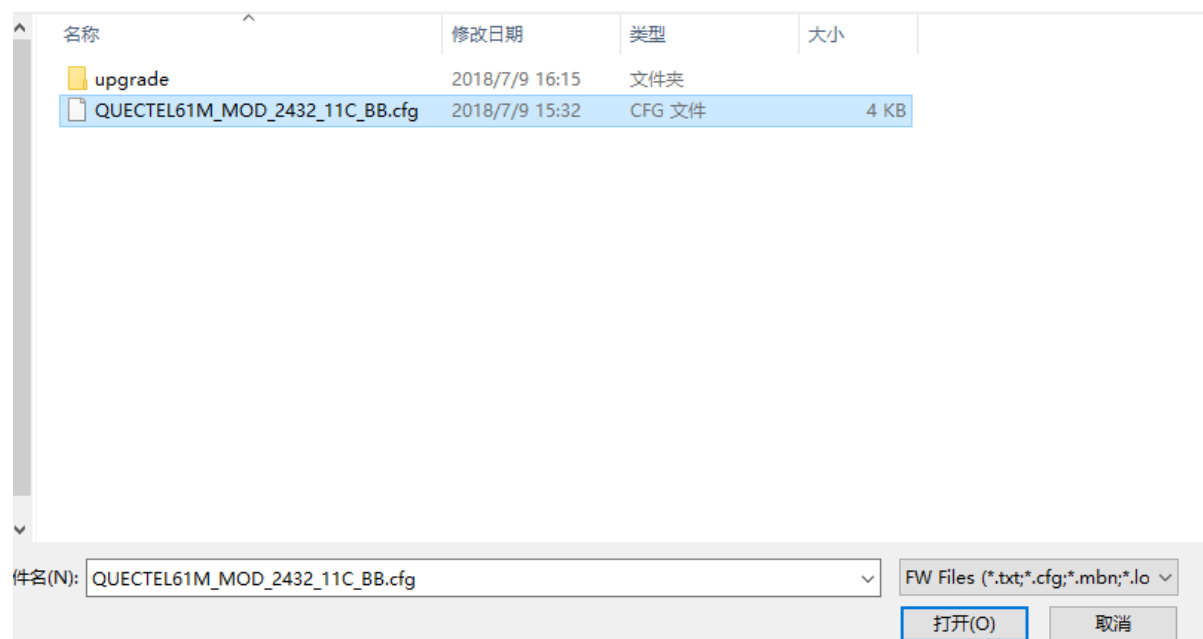 名称 修改日期 类型 大小
upgrade 2018/7/9 16:15 文件夹
QUECTEL61M_MOD_2432_11C_BB.cfg 2018/7/9 15:32 CFG 文件 4 KB
件名(N): QUECTEL61M_MOD_2432_11C_BB.cfg FW Files (*.txt;*.cfg;*.mbn;*.lo
打开(O) 取消